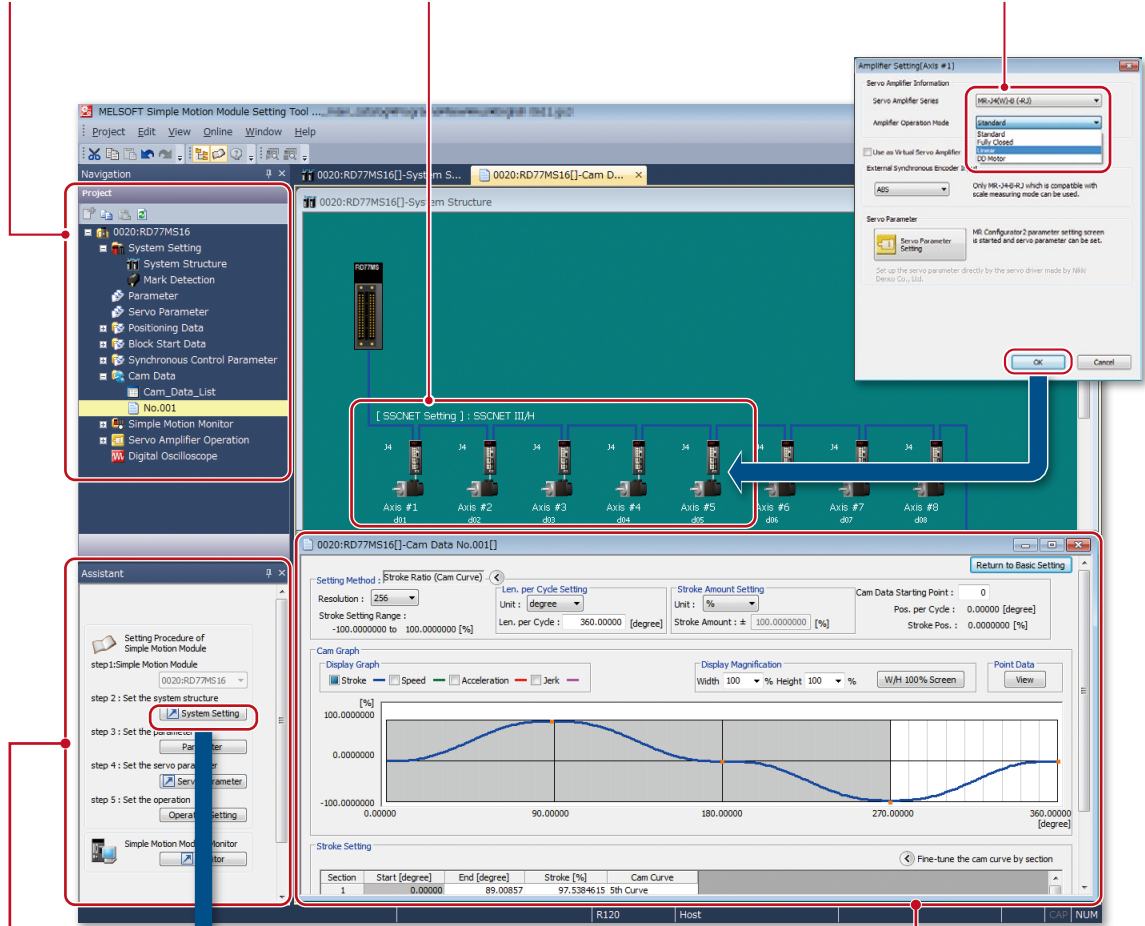 Amplifier Setting[Axis #1]
Servo Amplifier Information
Servo Amplifier Series
MR-J4(W)-B (-RJ)
Amplifier Operation Mode
Standard
Standard
Fully Closed
Linear
DD Motor
Use as Virtual Servo Amplifier
External Synchronous Encoder
ABS
Only MR-J4-B-RJ which is compatible with
scale measuring mode can be used.
Servo Parameter
Servo Parameter
Setting
MR Configurator2 parameter setting screen
is started and servo parameter can be set.
Set up the servo parameter directly by the servo driver made by Nikki
Denso Co., Ltd.
OK
Cancel
MELSOFT Simple Motion Module Setting Tool ...
Project Edit View Online Window Help
Navigation
Project
0020:RD77MS16
System Setting
System Structure
Mark Detection
Parameter
Servo Parameter
Positioning Data
Block Start Data
Synchronous Control Parameter
Cam Data
Cam_Data_List
No.001
Simple Motion Monitor
Servo Amplifier Operation
Digital Oscilloscope
0020:RD77MS16[]-System S...
0020:RD77MS16[]-Cam D...
0020:RD77MS16[]-System Structure
RD77MS
[ SSCNET Setting ] : SSCNET III/H
J4 J4 J4 J4 J4 J4 J4 J4
Axis #1 Axis #2 Axis #3 Axis #4 Axis #5 Axis #6 Axis #7 Axis #8
d01 d02 d03 d04 d05 d06 d07 d08
Assistant
Setting Procedure of
Simple Motion Module
step1:Simple Motion Module
0020:RD77MS16
step 2 : Set the system structure
System Setting
step 3 : Set the parameter
step 4 : Set the servo parameter
step 5 : Set the operation
Simple Motion Module Monitor
0020:RD77MS16[]-Cam Data No.001[]
Return to Basic Setting
Setting Method : Stroke Ratio (Cam Curve)
Resolution : 256
Stroke Setting Range :
-100.0000000 to 100.0000000 [%]
Len. per Cycle Setting
Unit : degree
Len. per Cycle : 360.00000 [degree]
Stroke Amount Setting
Unit : %
Stroke Amount : ± 100.0000000 [%]
Cam Data Starting Point : 0
Pos. per Cycle : 0.00000 [degree]
Stroke Pos. : 0.0000000 [%]
Cam Graph
Display Graph
Stroke Speed Acceleration Jerk
Display Magnification
Width 100 % Height 100 %
W/H 100% Screen
Point Data
View
[%]
100.0000000
0.0000000
-100.0000000
0.00000 90.00000 180.00000 270.00000 360.00000
[degree]
Stroke Setting
Fine-tune the cam curve by section
Section Start [degree] End [degree] Stroke [%] Cam Curve
1 0.00000 89.00857 97.5384615 5th Curve
R120 Host CAP NUM